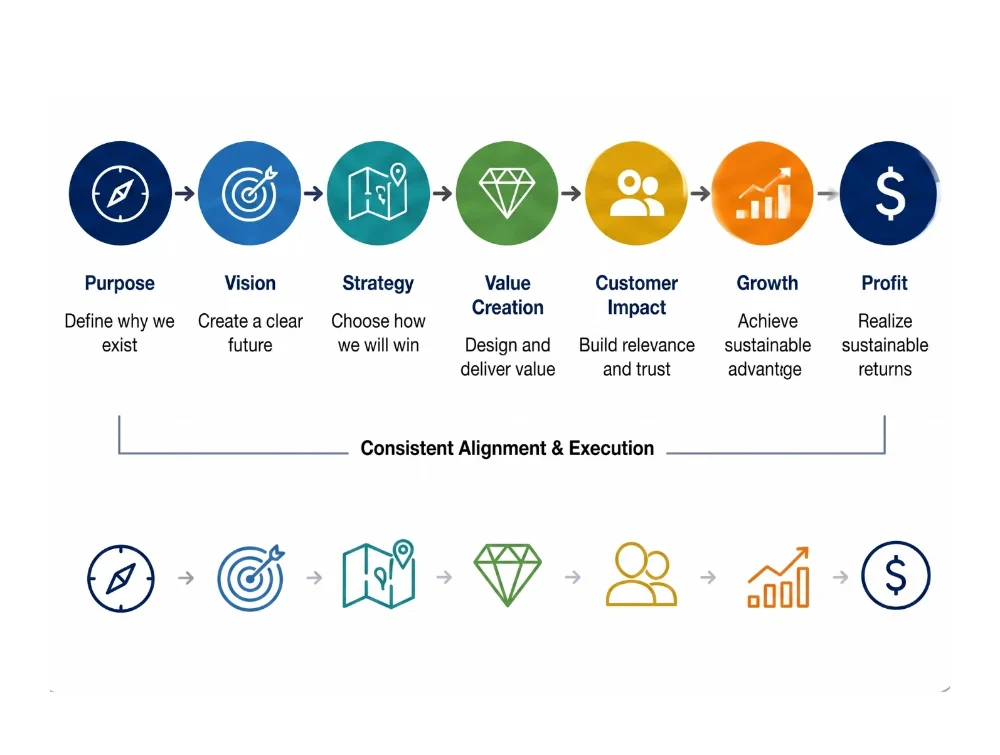 Purpose
Define why we
exist
Vision
Create a clear
future
Strategy
Choose how
we will win
Value
Creation
Design and
deliver value
Customer
Impact
Build relevance
and trust
Growth
Achieve
sustainable
advantage
Profit
Realize
sustainable
returns
Consistent Alignment & Execution